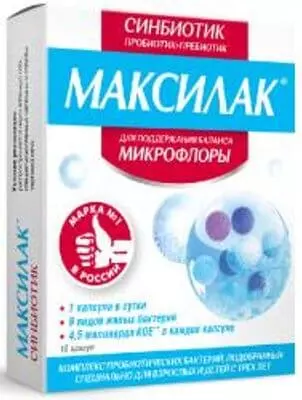 СИНБИОТИК
ПРОБИОТИК+ПРЕБИОТИК
МАКСИЛАК®
ДЛЯ ПОДДЕРЖАНИЯ БАЛАНСА
МИКРОФЛОРЫ
МАРКА №1
В РОССИИ
• 1 капсула в сутки
• 9 видов живых бактерий
• 4,5 миллиарда КОЕ** в каждой капсуле
10 капсул
КОМПЛЕКС ПРОБИОТИЧЕСКИХ БАКТЕРИЙ, ПОДОБРАННЫХ
СПЕЦИАЛЬНО ДЛЯ ВЗРОСЛЫХ И ДЕТЕЙ С ТРЕХ ЛЕТ
МАКСИЛАК®
СИНБИОТИК